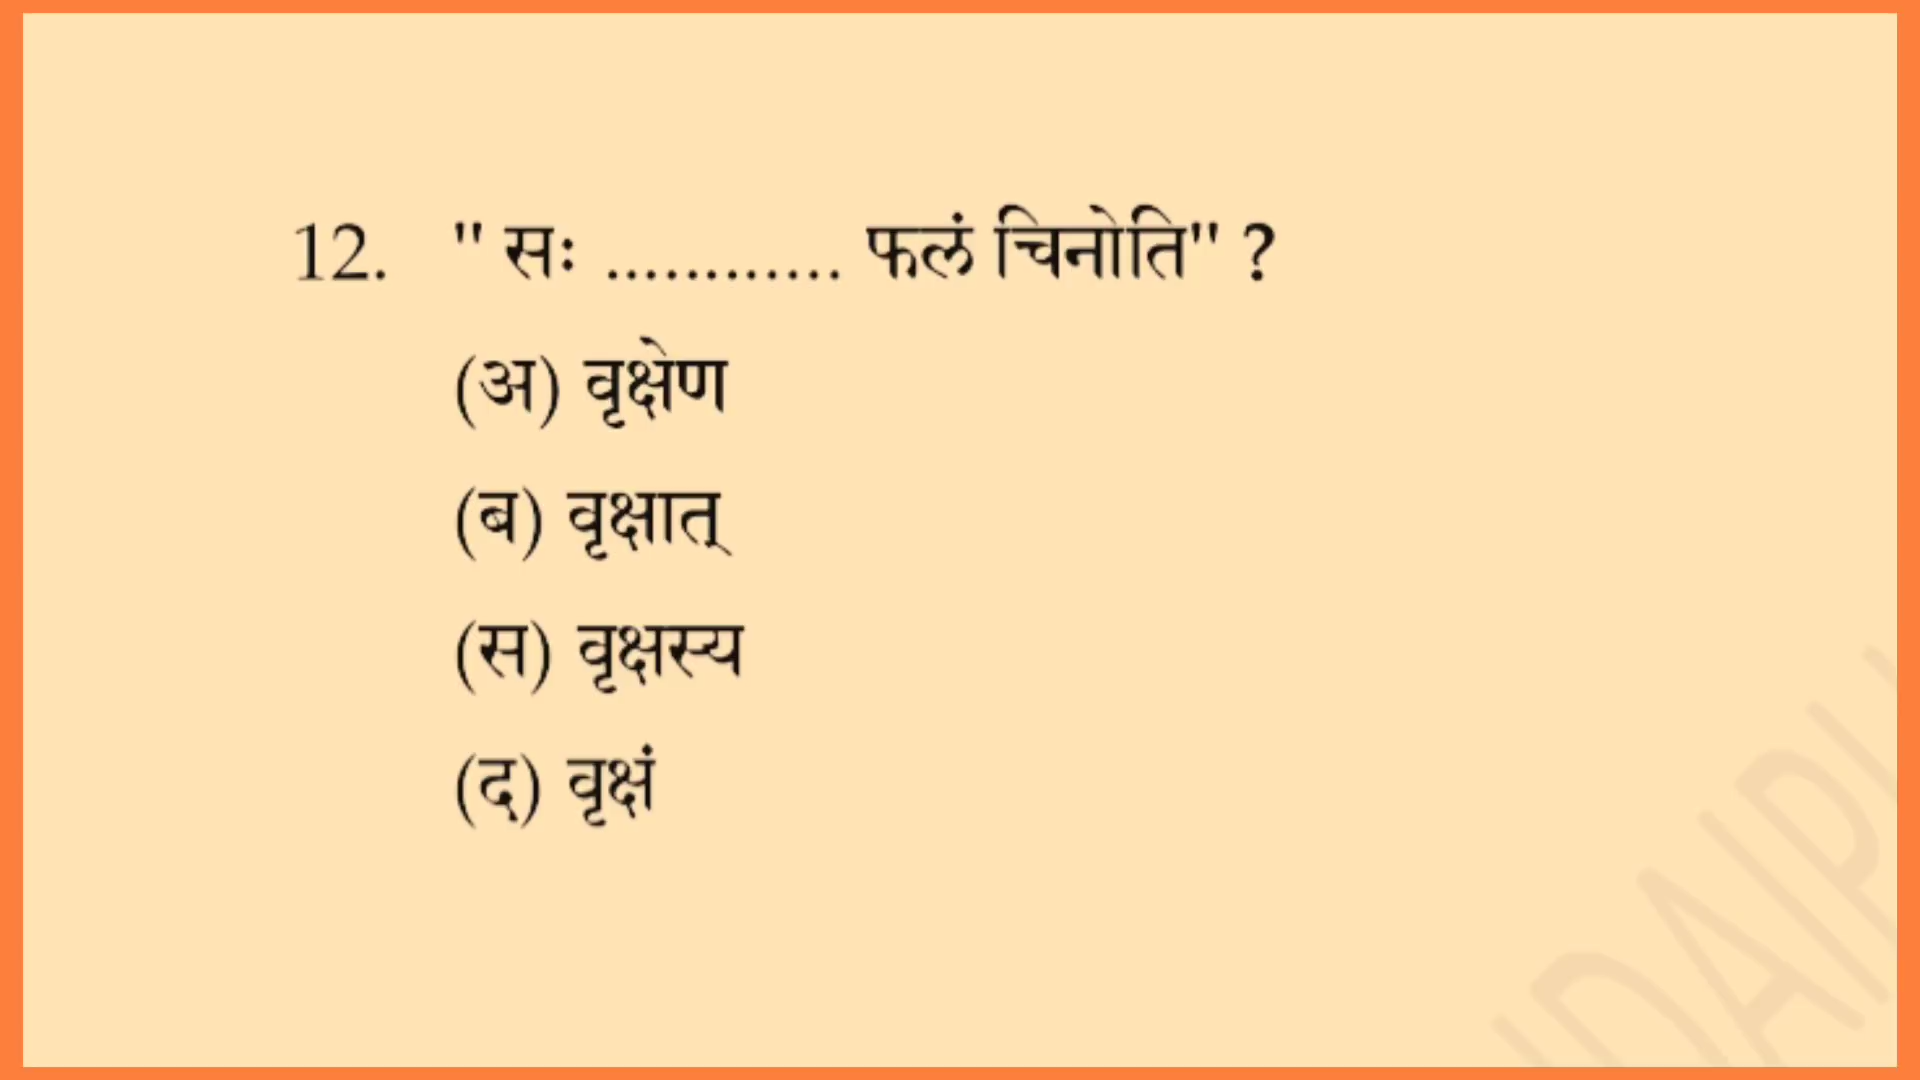 12. " सः ............ फलं चिनोति" ?
(अ) वृक्षेण
(ब) वृक्षात्
(स) वृक्षस्य
(द) वृक्षं